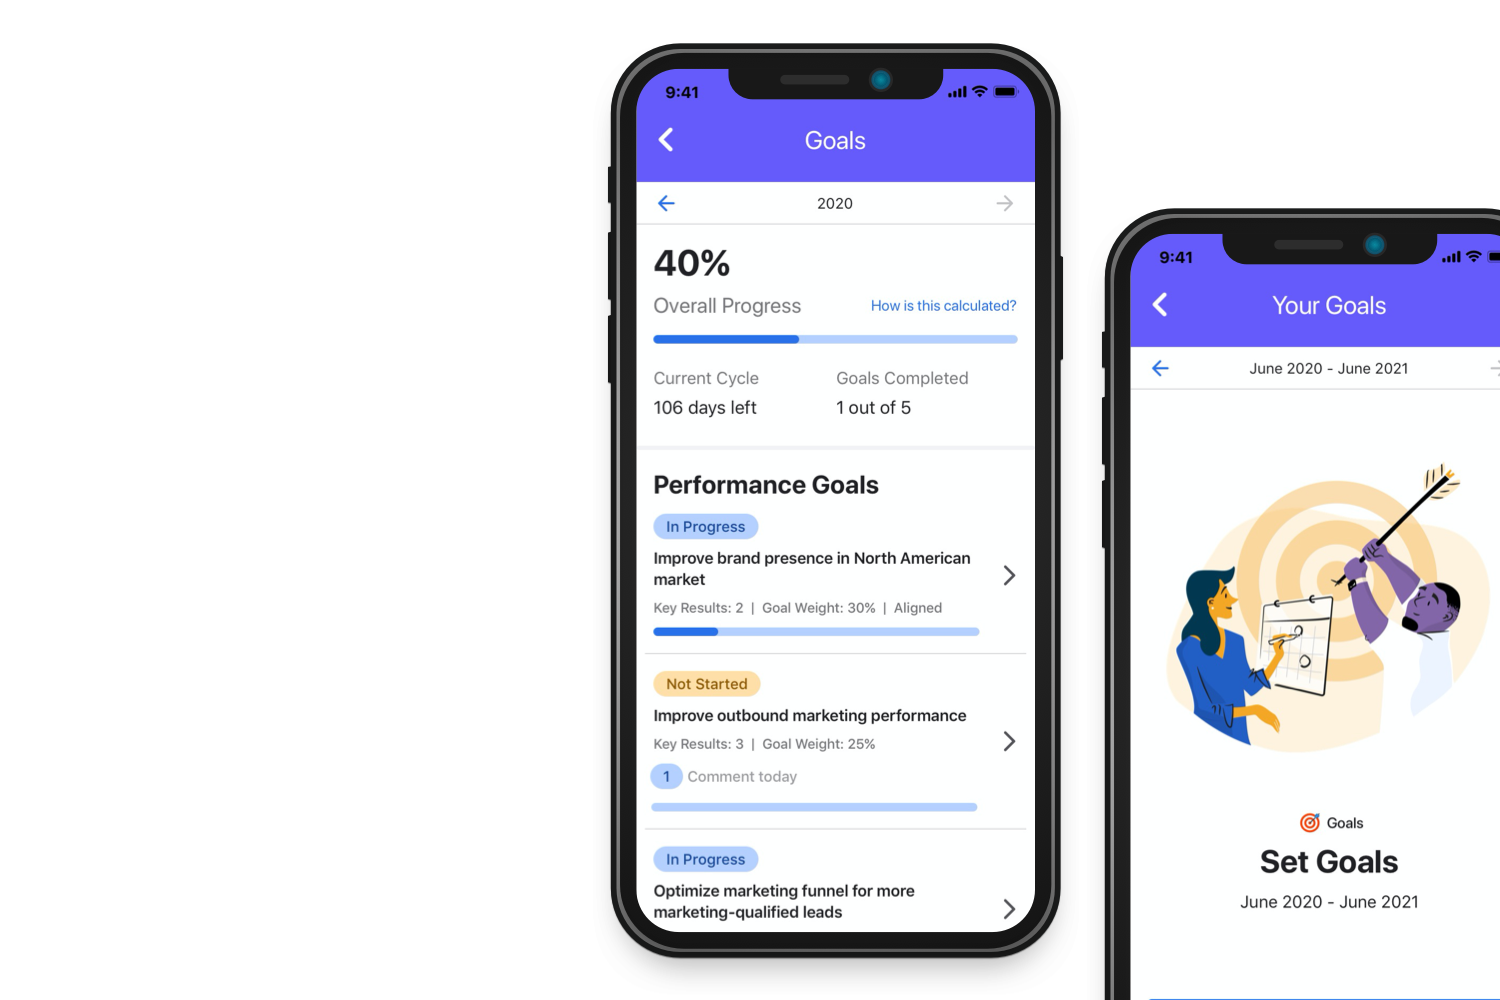 9:41
Goals
2020
40%
Overall Progress
How is this calculated?
Current Cycle
Goals Completed
106 days left
1 out of 5
Performance Goals
In Progress
Improve brand presence in North American
market
Key Results: 2 | Goal Weight: 30% | Aligned
Not Started
Improve outbound marketing performance
Key Results: 3 | Goal Weight: 25%
1 Comment today
In Progress
Optimize marketing funnel for more
marketing-qualified leads
9:41
Your Goals
June 2020 - June 2021
Goals
Set Goals
June 2020 - June 2021